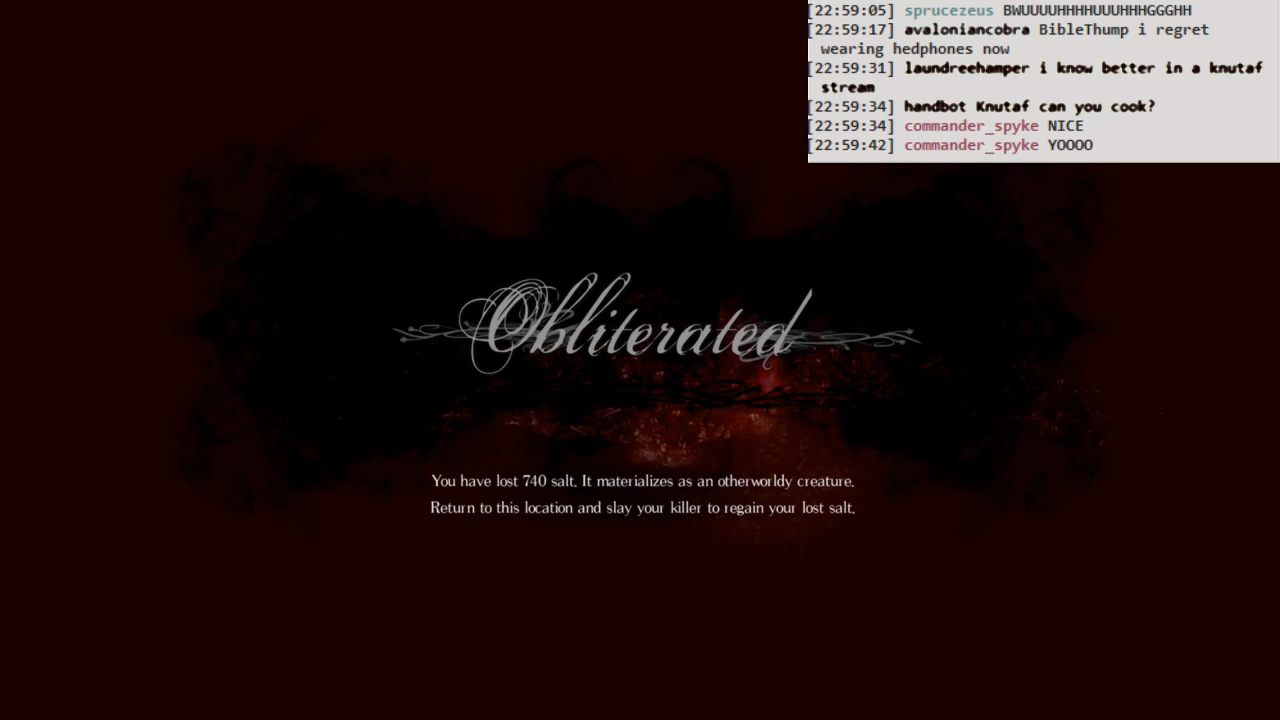 [22:59:05] sprucezeus BWUUUUHHHHUUUHHHGGGHH
[22:59:17] avaloniancobra BibleThump i regret
wearing hedphones now
[22:59:31] laundreehamper i know better in a knutaf
stream
[22:59:34] handbot Knutaf can you cook?
[22:59:34] commander_spyke NICE
[22:59:42] commander_spyke YOOOO
Obliterated
You have lost 740 salt. It materializes as an otherworldy creature.
Return to this location and slay your killer to regain your lost salt.